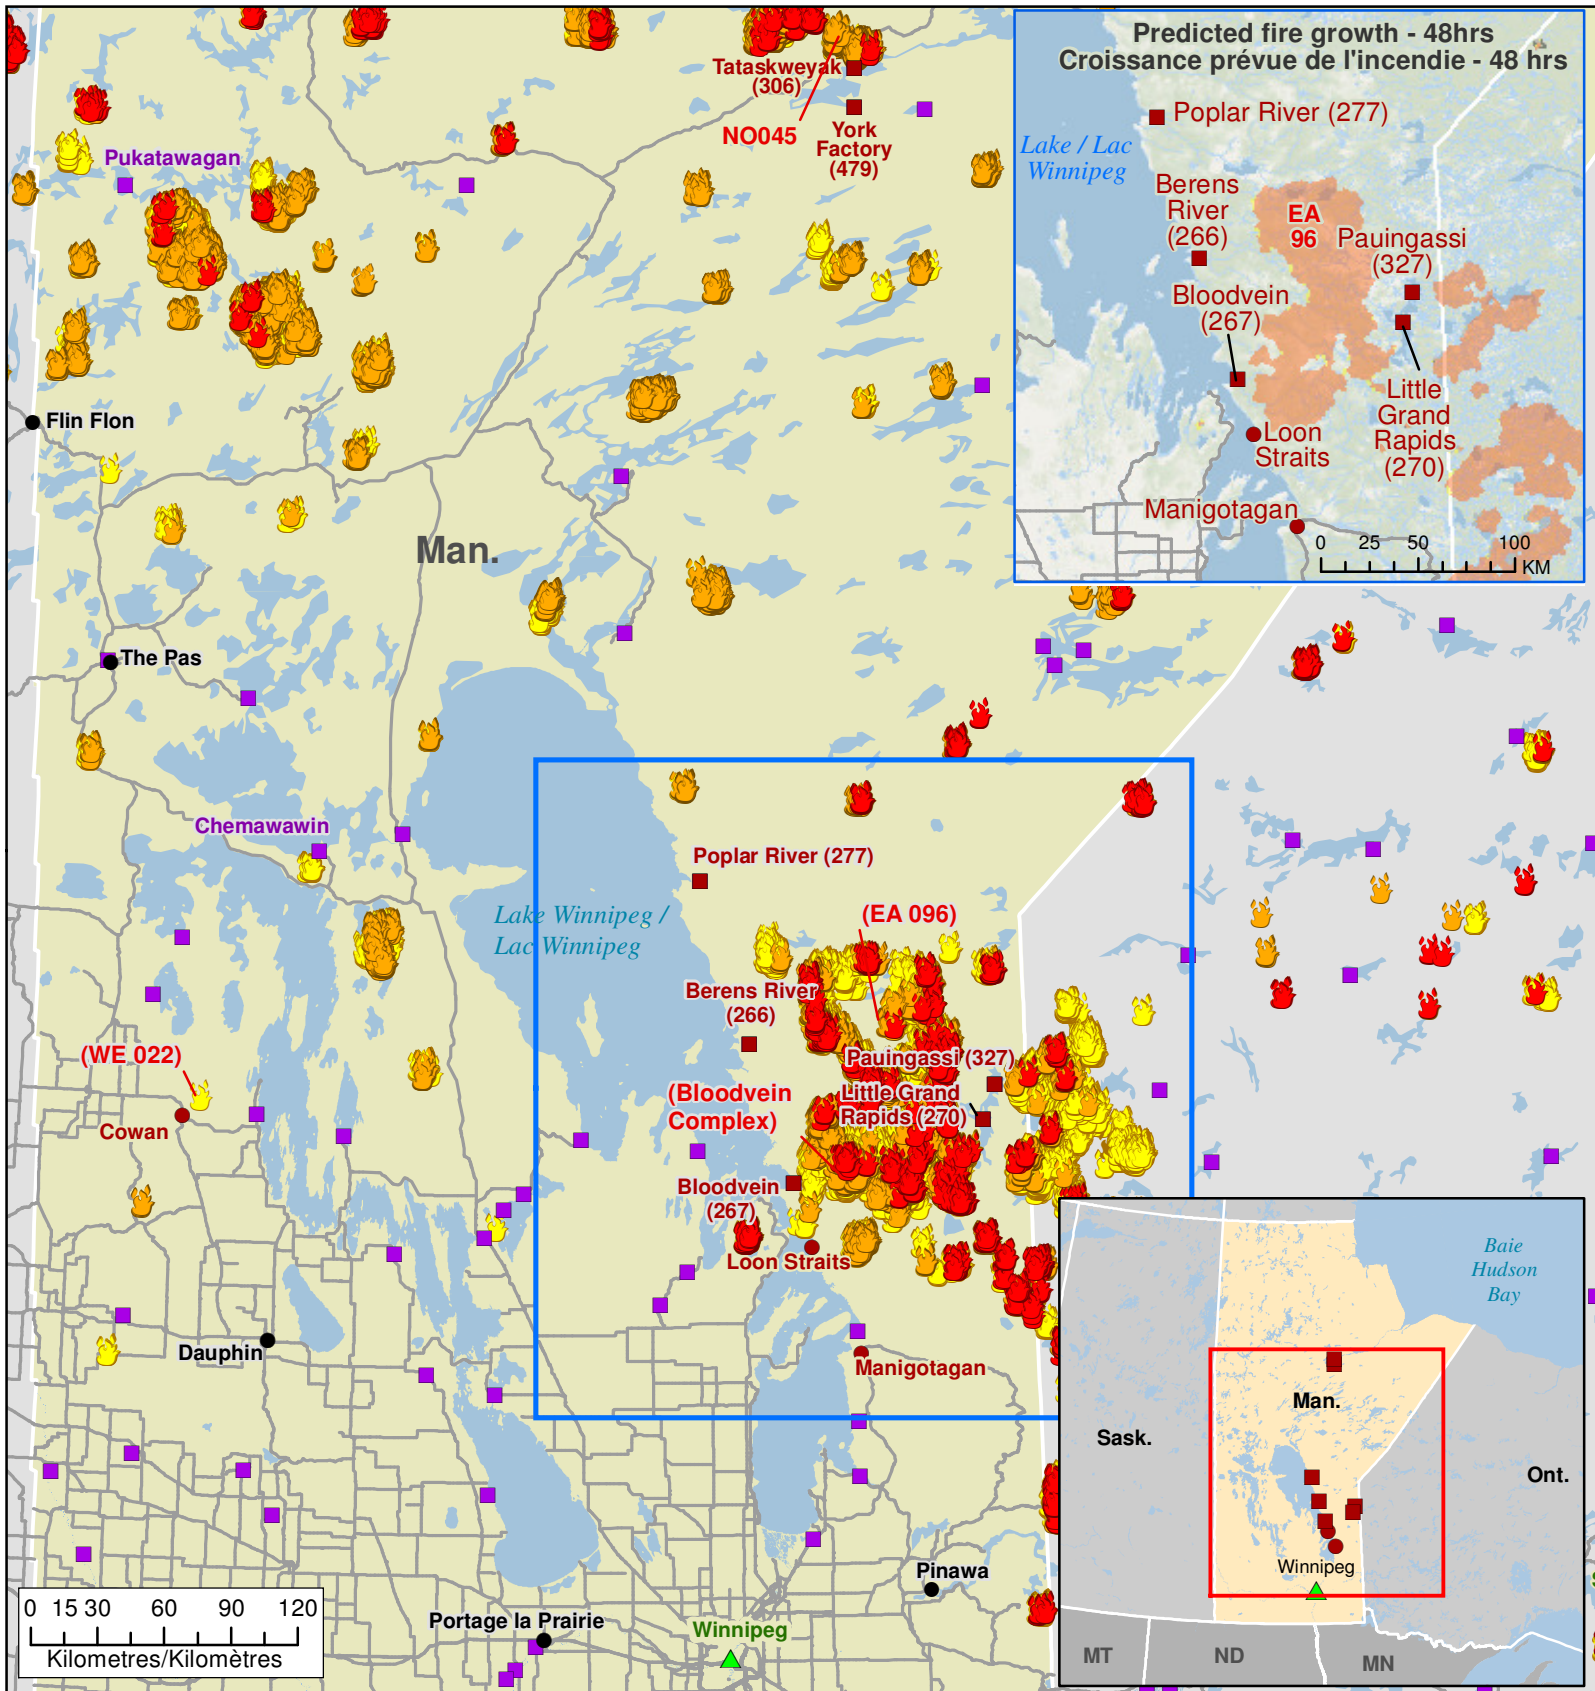 Predicted fire growth - 48hrs
Croissance prévue de l'incendie - 48 hrs
Poplar River (277)
Lake / Lac
Winnipeg
Berens
River
(266)
EA
96
Pauingassi
(327)
Bloodvein
(267)
Little
Grand
Rapids
(270)
Loon
Straits
Manigotagan
0 25 50 100
KM
Tataskweyak
(306)
NO045
York
Factory
(479)
Pukatawagan
Flin Flon
Man.
The Pas
Chemawawin
Poplar River (277)
Lake Winnipeg /
Lac Winnipeg
(EA 096)
Berens River
(266)
(WE 022)
Pauingassi (327)
(Bloodvein
Complex)
Little Grand
Rapids (270)
Cowan
Bloodvein
(267)
Loon Straits
Dauphin
Manigotagan
Pinawa
Portage la Prairie
Winnipeg
0 15 30 60 90 120
Kilometres/Kilomètres
Baie
Hudson
Bay
Man.
Sask.
Ont.
Winnipeg
MT
ND
MN